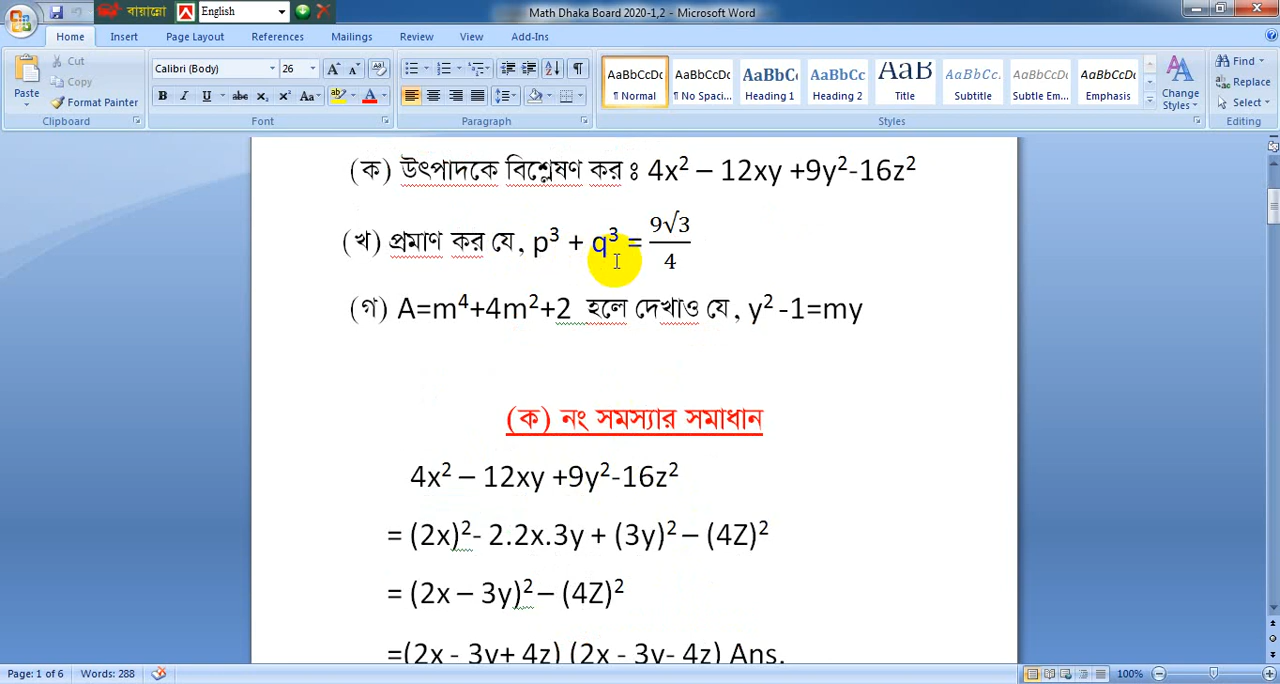 বায়ান্নো English Math Dhaka Board 2020-1,2 - Microsoft Word
Home Insert Page Layout References Mailings Review View Add-Ins
Paste Cut Copy Format Painter
Calibri (Body) 26
B I U abc x₂ x² Aa A
AaBbCcDc ¶ Normal
AaBbCcDc ¶ No Spaci...
AaBbC Heading 1
AaBbCc Heading 2
AaB Title
AaBbCc. Subtitle
AaBbCcDc Subtle Em...
AaBbCcDc Emphasis
Change Styles
Find
Replace
Select
Clipboard Font Paragraph Styles Editing
(ক) উৎপাদকে বিশ্লেষণ কর ঃ 4x² – 12xy +9y²-16z²
(খ) প্রমাণ কর যে, p³ + q³ = 9√3/4
(গ) A=m⁴+4m²+2 হলে দেখাও যে, y² -1=my
(ক) নং সমস্যার সমাধান
4x² – 12xy +9y²-16z²
= (2x)²- 2.2x.3y + (3y)² – (4Z)²
= (2x – 3y)² – (4Z)²
=(2x - 3y+ 4z) (2x - 3y- 4z) Ans.
Page: 1 of 6 Words: 288 100%